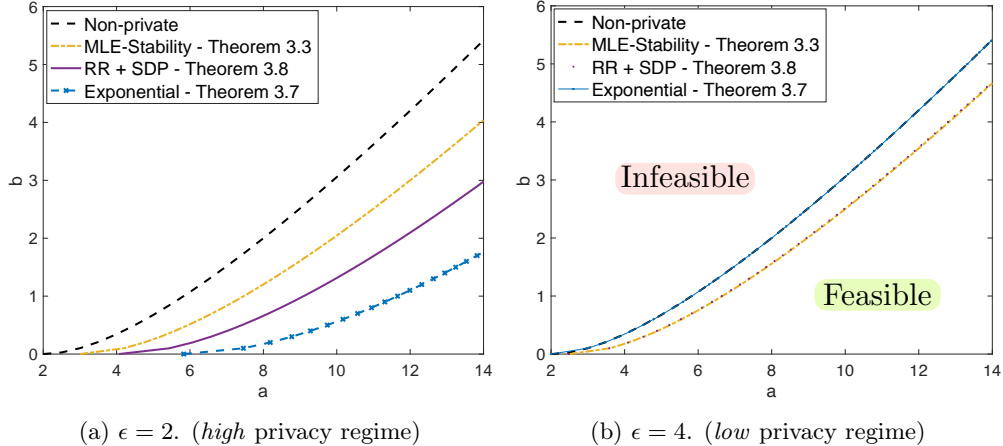 6
5
4
3
2
1
0
b
Non-private
MLE-Stability - Theorem 3.3
RR + SDP - Theorem 3.8
Exponential - Theorem 3.7
2 4 6 8 10 12 14
a
(a) ϵ = 2. (high privacy regime)
6
5
4
3
2
1
0
b
Non-private
MLE-Stability - Theorem 3.3
RR + SDP - Theorem 3.8
Exponential - Theorem 3.7
Infeasible
Feasible
2 4 6 8 10 12 14
a
(b) ϵ = 4. (low privacy regime)